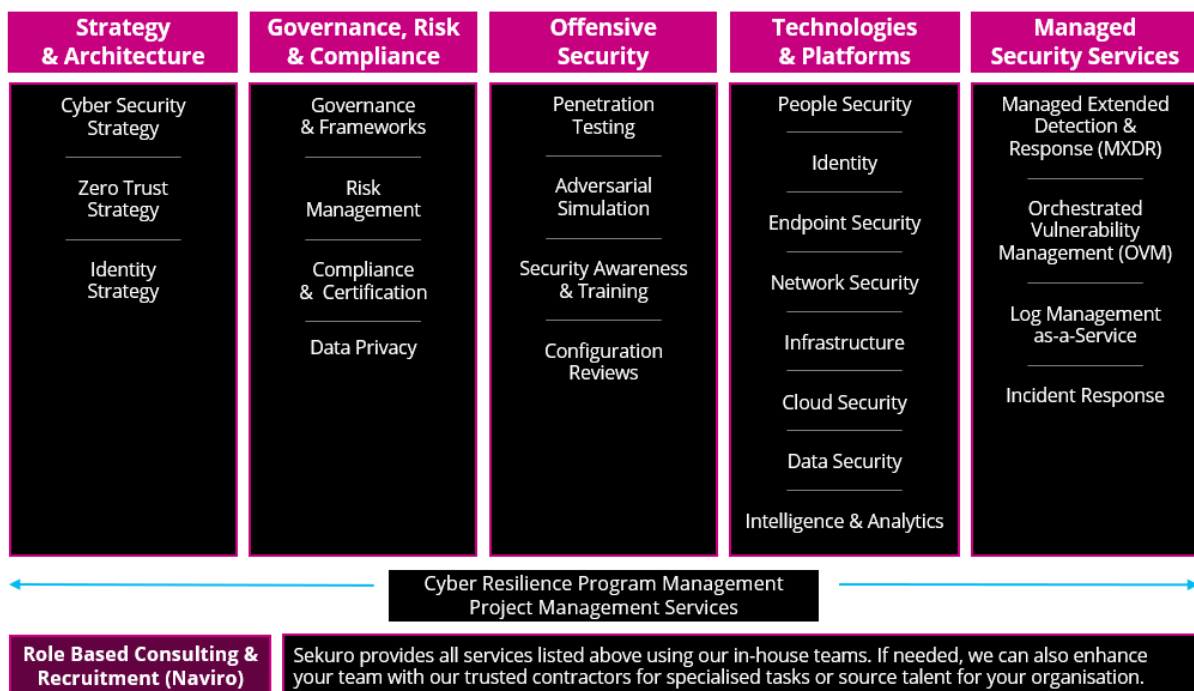 Strategy
& Architecture
Cyber Security
Strategy
Zero Trust
Strategy
Identity
Strategy
Governance, Risk
& Compliance
Governance
& Frameworks
Risk
Management
Compliance
& Certification
Data Privacy
Offensive
Security
Penetration
Testing
Adversarial
Simulation
Security Awareness
& Training
Configuration
Reviews
Technologies
& Platforms
People Security
Identity
Endpoint Security
Network Security
Infrastructure
Cloud Security
Data Security
Intelligence & Analytics
Managed
Security Services
Managed Extended
Detection &
Response (MXDR)
Orchestrated
Vulnerability
Management (OVM)
Log Management
as-a-Service
Incident Response
Cyber Resilience Program Management
Project Management Services
Role Based Consulting &
Recruitment (Naviro)
Sekuro provides all services listed above using our in-house teams. If needed, we can also enhance
your team with our trusted contractors for specialised tasks or source talent for your organisation.